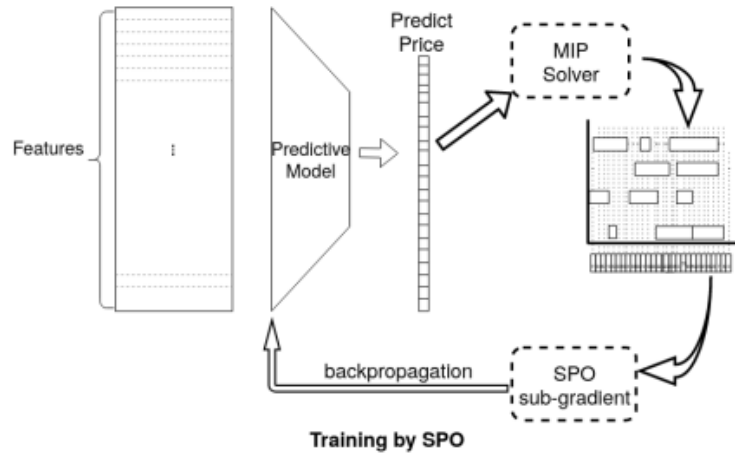 Predict
Price
MIP
Solver
Features
Predictive
Model
backpropagation
SPO
sub-gradient
Training by SPO